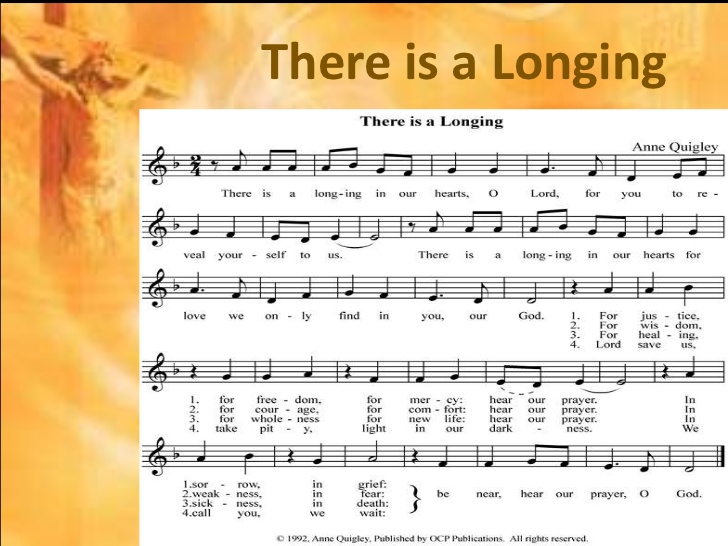 There is a Longing
There is a Longing
Anne Quigley
There is a long-ing in our hearts, O Lord, for you to re-
veal your-self to us. There is a long-ing in our hearts for
love we on-ly find in you, our God. 1. For jus-tice,
2. For wis-dom,
3. For heal-ing,
4. Lord save us,
1. for free-dom, for mer-cy: hear our prayer. In
2. for cour-age, for com-fort: hear our prayer. In
3. for whole-ness for new life: hear our prayer. In
4. take pit-y, light in our dark-ness. We
1.sor-row, in grief:
2.weak-ness, in fear: } be near, hear our prayer, O God.
3.sick-ness, in death:
4.call you, we wait:
© 1992, Anne Quigley, Published by OCP Publications. All rights reserved.